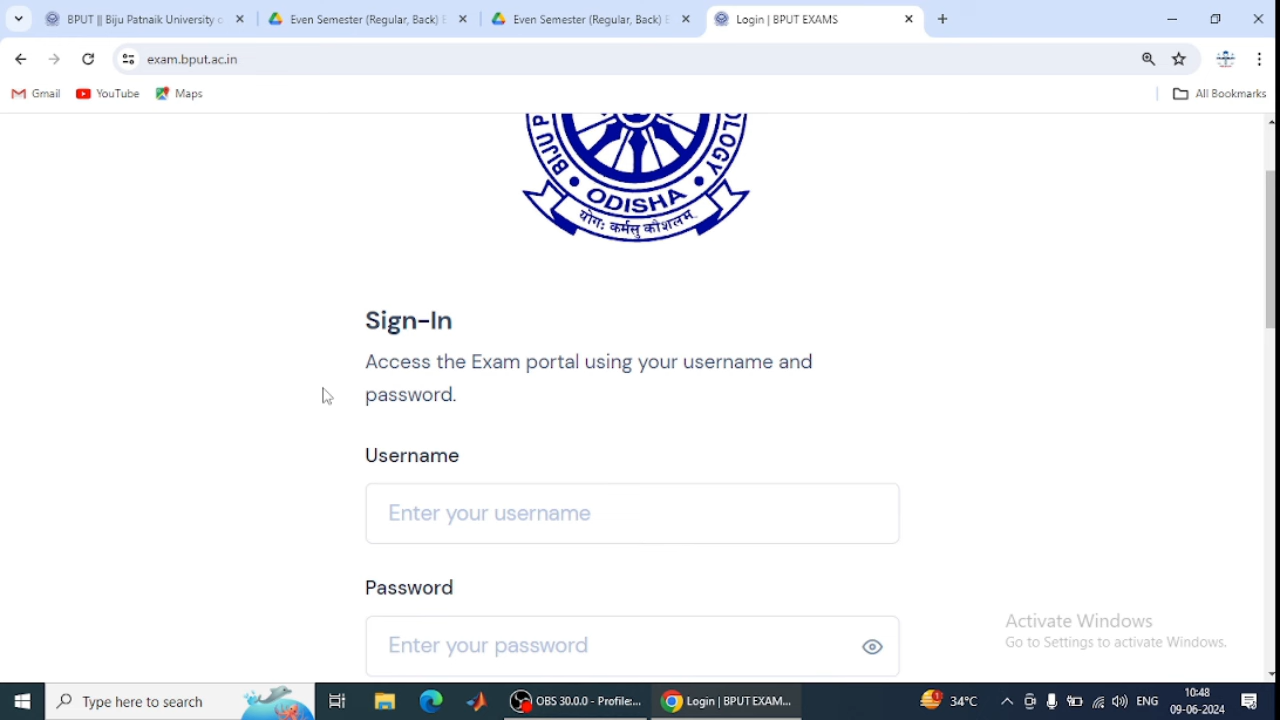 BPUT || Biju Patnaik University o
Even Semester (Regular, Back) E
Even Semester (Regular, Back) E
Login | BPUT EXAMS
exam.bput.ac.in
Gmail
YouTube
Maps
All Bookmarks
BIJU P
OLOGY
ODISHA
योगः कर्मसु कौशलम्
Sign-In
Access the Exam portal using your username and
password.
Username
Enter your username
Password
Enter your password
Activate Windows
Go to Settings to activate Windows.
Type here to search
OBS 30.0.0 - Profile:...
Login | BPUT EXAM...
1
34°C
ENG
10:48
09-06-2024